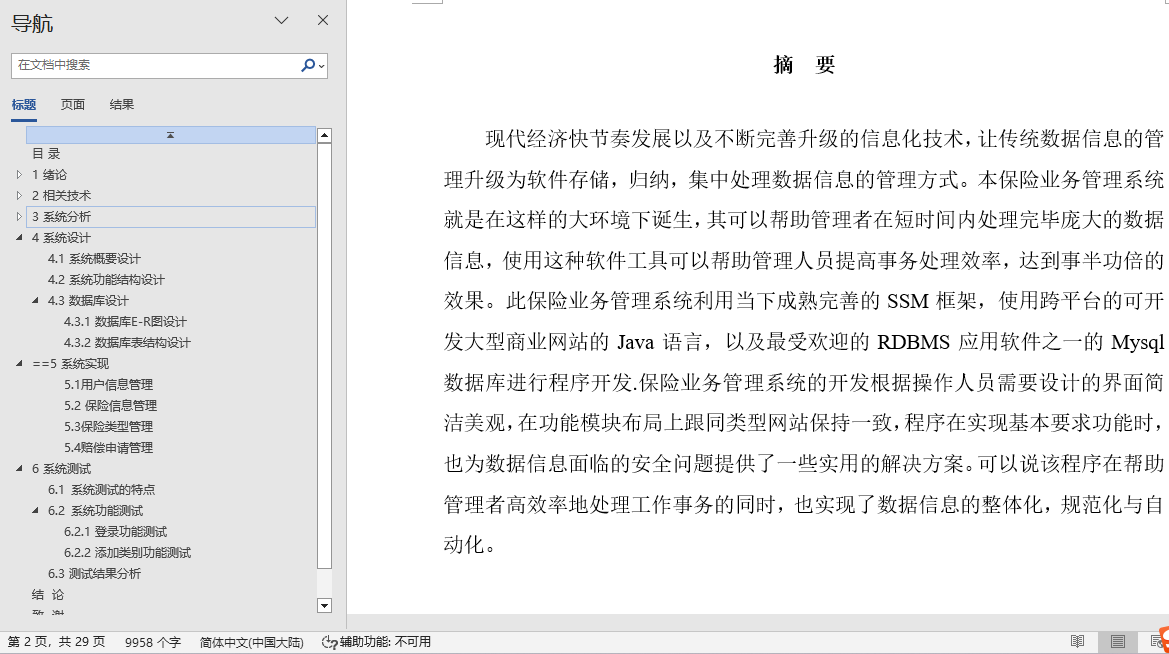 导航
在文档中搜索
标题 页面 结果
目 录
1 绪论
2 相关技术
3 系统分析
4 系统设计
4.1 系统概要设计
4.2 系统功能结构设计
4.3 数据库设计
4.3.1 数据库E-R图设计
4.3.2 数据库表结构设计
==5 系统实现
5.1用户信息管理
5.2 保险信息管理
5.3保险类型管理
5.4赔偿申请管理
6 系统测试
6.1 系统测试的特点
6.2 系统功能测试
6.2.1 登录功能测试
6.2.2 添加类别功能测试
6.3 测试结果分析
结 论
致 谢
摘 要
现代经济快节奏发展以及不断完善升级的信息化技术，让传统数据信息的管
理升级为软件存储，归纳，集中处理数据信息的管理方式。本保险业务管理系统
就是在这样的大环境下诞生，其可以帮助管理者在短时间内处理完毕庞大的数据
信息，使用这种软件工具可以帮助管理人员提高事务处理效率，达到事半功倍的
效果。此保险业务管理系统利用当下成熟完善的 SSM 框架，使用跨平台的可开
发大型商业网站的 Java 语言，以及最受欢迎的 RDBMS 应用软件之一的 Mysql
数据库进行程序开发.保险业务管理系统的开发根据操作人员需要设计的界面简
洁美观，在功能模块布局上跟同类型网站保持一致，程序在实现基本要求功能时，
也为数据信息面临的安全问题提供了一些实用的解决方案。可以说该程序在帮助
管理者高效率地处理工作事务的同时，也实现了数据信息的整体化，规范化与自
动化。
第 2 页，共 29 页 9958 个字 简体中文(中国大陆) 辅助功能: 不可用